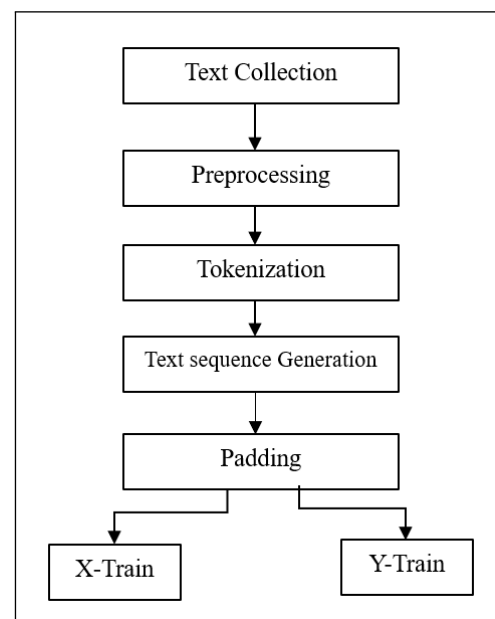 Text Collection
Preprocessing
Tokenization
Text sequence Generation
Padding
X-Train
Y-Train